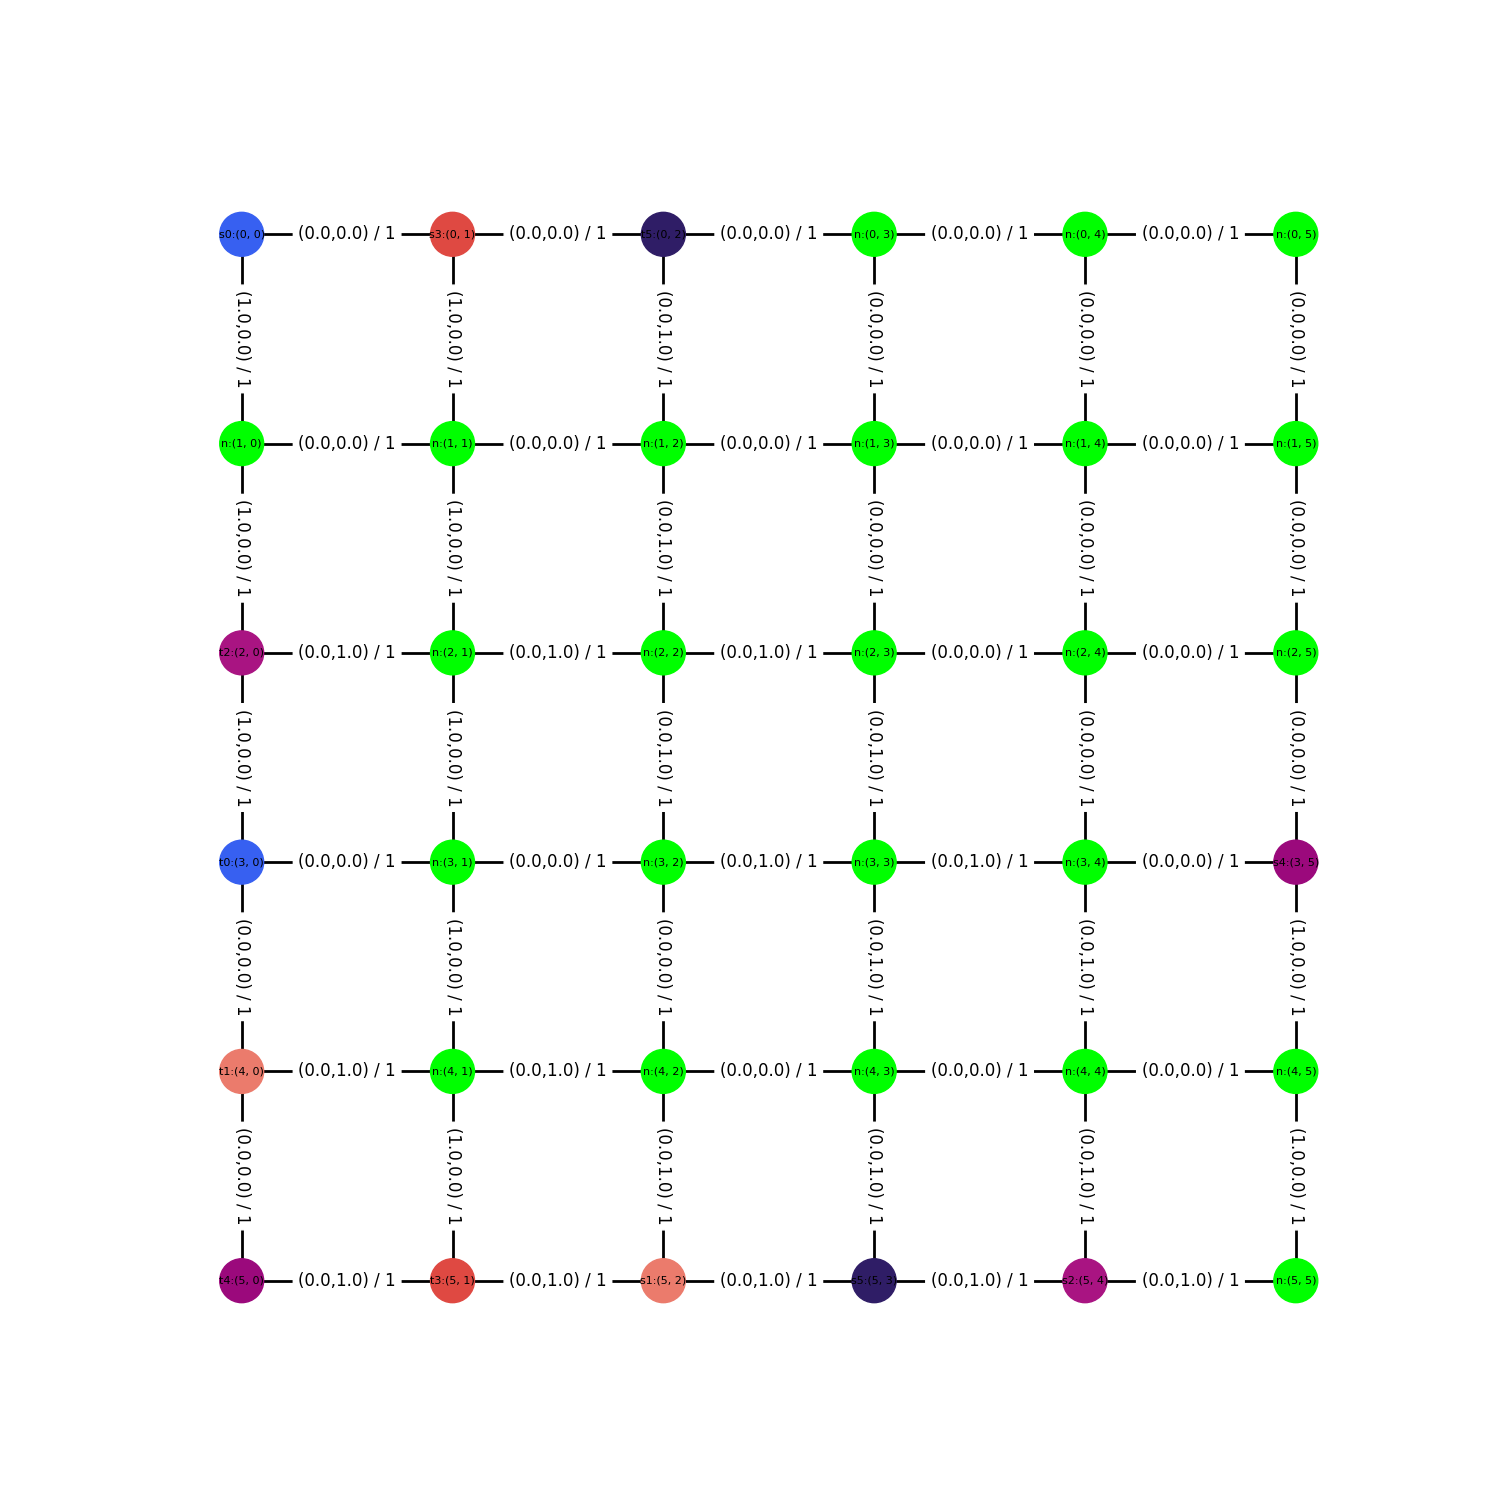 s0:(0, 0) (0.0,0.0) / 1 s3:(0, 1) (0.0,0.0) / 1 t5:(0, 2) (0.0,0.0) / 1 n:(0, 3) (0.0,0.0) / 1 n:(0, 4) (0.0,0.0) / 1 n:(0, 5)
(1.0,0.0) / 1 (1.0,0.0) / 1 (0.0,1.0) / 1 (0.0,0.0) / 1 (0.0,0.0) / 1 (0.0,0.0) / 1
n:(1, 0) (0.0,0.0) / 1 n:(1, 1) (0.0,0.0) / 1 n:(1, 2) (0.0,0.0) / 1 n:(1, 3) (0.0,0.0) / 1 n:(1, 4) (0.0,0.0) / 1 n:(1, 5)
(1.0,0.0) / 1 (1.0,0.0) / 1 (0.0,1.0) / 1 (0.0,0.0) / 1 (0.0,0.0) / 1 (0.0,0.0) / 1
t2:(2, 0) (0.0,1.0) / 1 n:(2, 1) (0.0,1.0) / 1 n:(2, 2) (0.0,1.0) / 1 n:(2, 3) (0.0,0.0) / 1 n:(2, 4) (0.0,0.0) / 1 n:(2, 5)
(1.0,0.0) / 1 (1.0,0.0) / 1 (0.0,1.0) / 1 (0.0,1.0) / 1 (0.0,0.0) / 1 (0.0,0.0) / 1
t0:(3, 0) (0.0,0.0) / 1 n:(3, 1) (0.0,0.0) / 1 n:(3, 2) (0.0,1.0) / 1 n:(3, 3) (0.0,1.0) / 1 n:(3, 4) (0.0,0.0) / 1 s4:(3, 5)
(0.0,0.0) / 1 (1.0,0.0) / 1 (0.0,0.0) / 1 (0.0,1.0) / 1 (0.0,1.0) / 1 (1.0,0.0) / 1
t1:(4, 0) (0.0,1.0) / 1 n:(4, 1) (0.0,1.0) / 1 n:(4, 2) (0.0,0.0) / 1 n:(4, 3) (0.0,0.0) / 1 n:(4, 4) (0.0,0.0) / 1 n:(4, 5)
(0.0,0.0) / 1 (1.0,0.0) / 1 (0.0,1.0) / 1 (0.0,1.0) / 1 (0.0,1.0) / 1 (1.0,0.0) / 1
t4:(5, 0) (0.0,1.0) / 1 t3:(5, 1) (0.0,1.0) / 1 s1:(5, 2) (0.0,1.0) / 1 s5:(5, 3) (0.0,1.0) / 1 s2:(5, 4) (0.0,1.0) / 1 n:(5, 5)